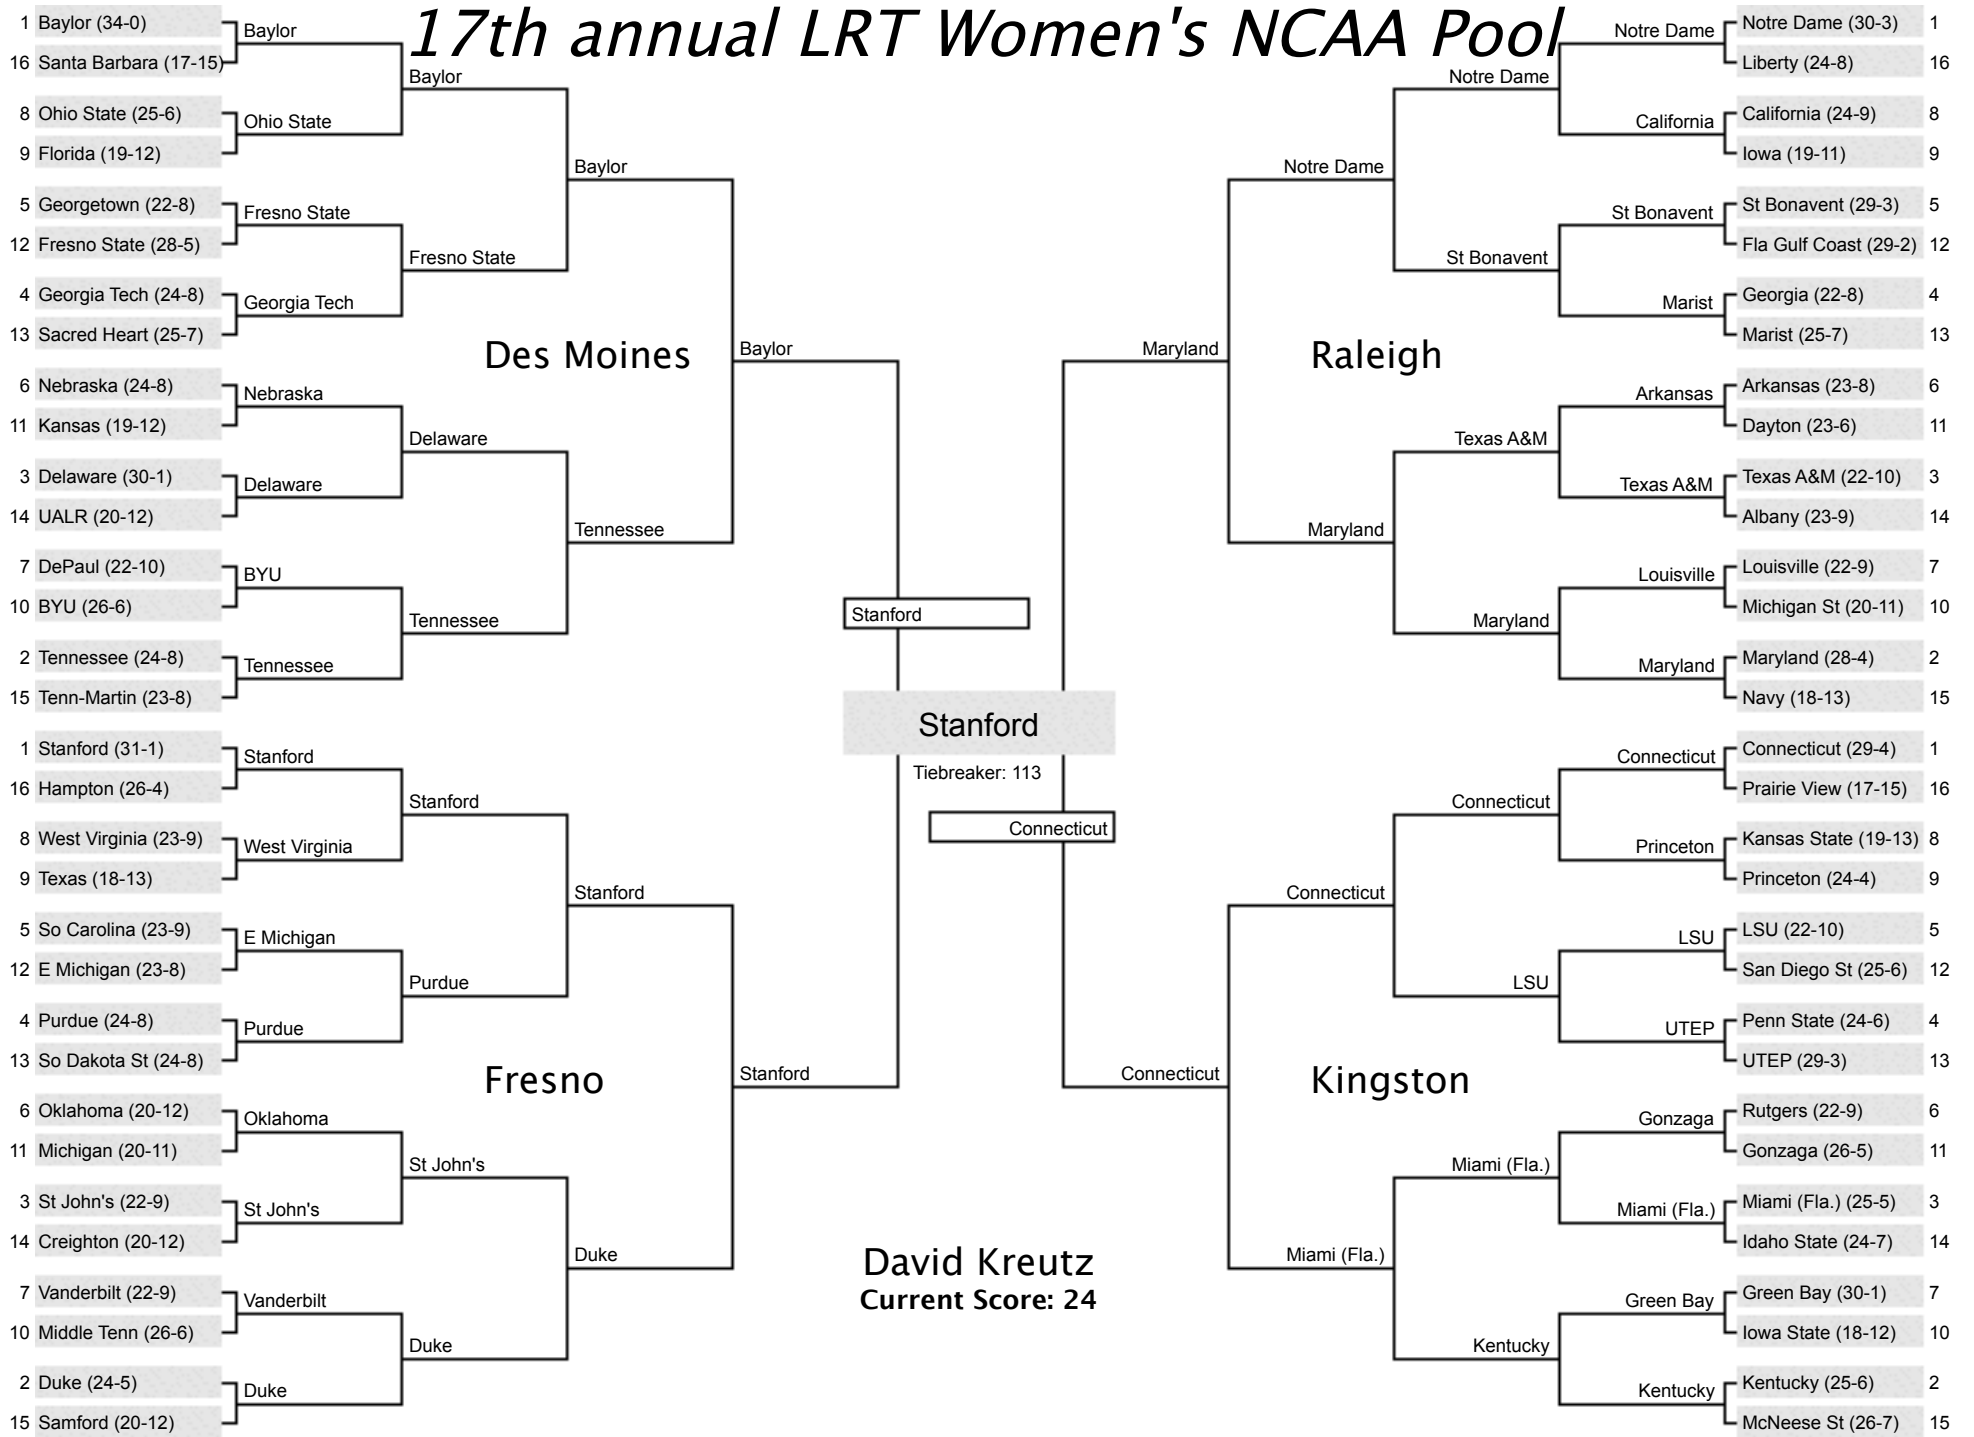 17th annual LRT Women's NCAA Pool
1 Baylor (34-0)
16 Santa Barbara (17-15)
8 Ohio State (25-6)
9 Florida (19-12)
5 Georgetown (22-8)
12 Fresno State (28-5)
4 Georgia Tech (24-8)
13 Sacred Heart (25-7)
6 Nebraska (24-8)
11 Kansas (19-12)
3 Delaware (30-1)
14 UALR (20-12)
7 DePaul (22-10)
10 BYU (26-6)
2 Tennessee (24-8)
15 Tenn-Martin (23-8)
1 Stanford (31-1)
16 Hampton (26-4)
8 West Virginia (23-9)
9 Texas (18-13)
5 So Carolina (23-9)
12 E Michigan (23-8)
4 Purdue (24-8)
13 So Dakota St (24-8)
6 Oklahoma (20-12)
11 Michigan (20-11)
3 St John's (22-9)
14 Creighton (20-12)
7 Vanderbilt (22-9)
10 Middle Tenn (26-6)
2 Duke (24-5)
15 Samford (20-12)
Baylor
Ohio State
Fresno State
Georgia Tech
Nebraska
Delaware
BYU
Tennessee
Stanford
West Virginia
E Michigan
Purdue
Oklahoma
St John's
Vanderbilt
Duke
Baylor
Fresno State
Delaware
Tennessee
Stanford
Purdue
St John's
Duke
Baylor
Tennessee
Stanford
Duke
Des Moines
Fresno
Baylor
Stanford
Stanford
Stanford
Tiebreaker: 113
Connecticut
David Kreutz
Current Score: 24
Maryland
Connecticut
Raleigh
Kingston
Notre Dame
Maryland
Connecticut
Miami (Fla.)
Notre Dame
St Bonavent
Texas A&M
Maryland
Connecticut
LSU
Miami (Fla.)
Kentucky
Notre Dame
California
St Bonavent
Marist
Arkansas
Texas A&M
Louisville
Maryland
Connecticut
Princeton
LSU
UTEP
Gonzaga
Miami (Fla.)
Green Bay
Kentucky
Notre Dame (30-3) 1
Liberty (24-8) 16
California (24-9) 8
Iowa (19-11) 9
St Bonavent (29-3) 5
Fla Gulf Coast (29-2) 12
Georgia (22-8) 4
Marist (25-7) 13
Arkansas (23-8) 6
Dayton (23-6) 11
Texas A&M (22-10) 3
Albany (23-9) 14
Louisville (22-9) 7
Michigan St (20-11) 10
Maryland (28-4) 2
Navy (18-13) 15
Connecticut (29-4) 1
Prairie View (17-15) 16
Kansas State (19-13) 8
Princeton (24-4) 9
LSU (22-10) 5
San Diego St (25-6) 12
Penn State (24-6) 4
UTEP (29-3) 13
Rutgers (22-9) 6
Gonzaga (26-5) 11
Miami (Fla.) (25-5) 3
Idaho State (24-7) 14
Green Bay (30-1) 7
Iowa State (18-12) 10
Kentucky (25-6) 2
McNeese St (26-7) 15